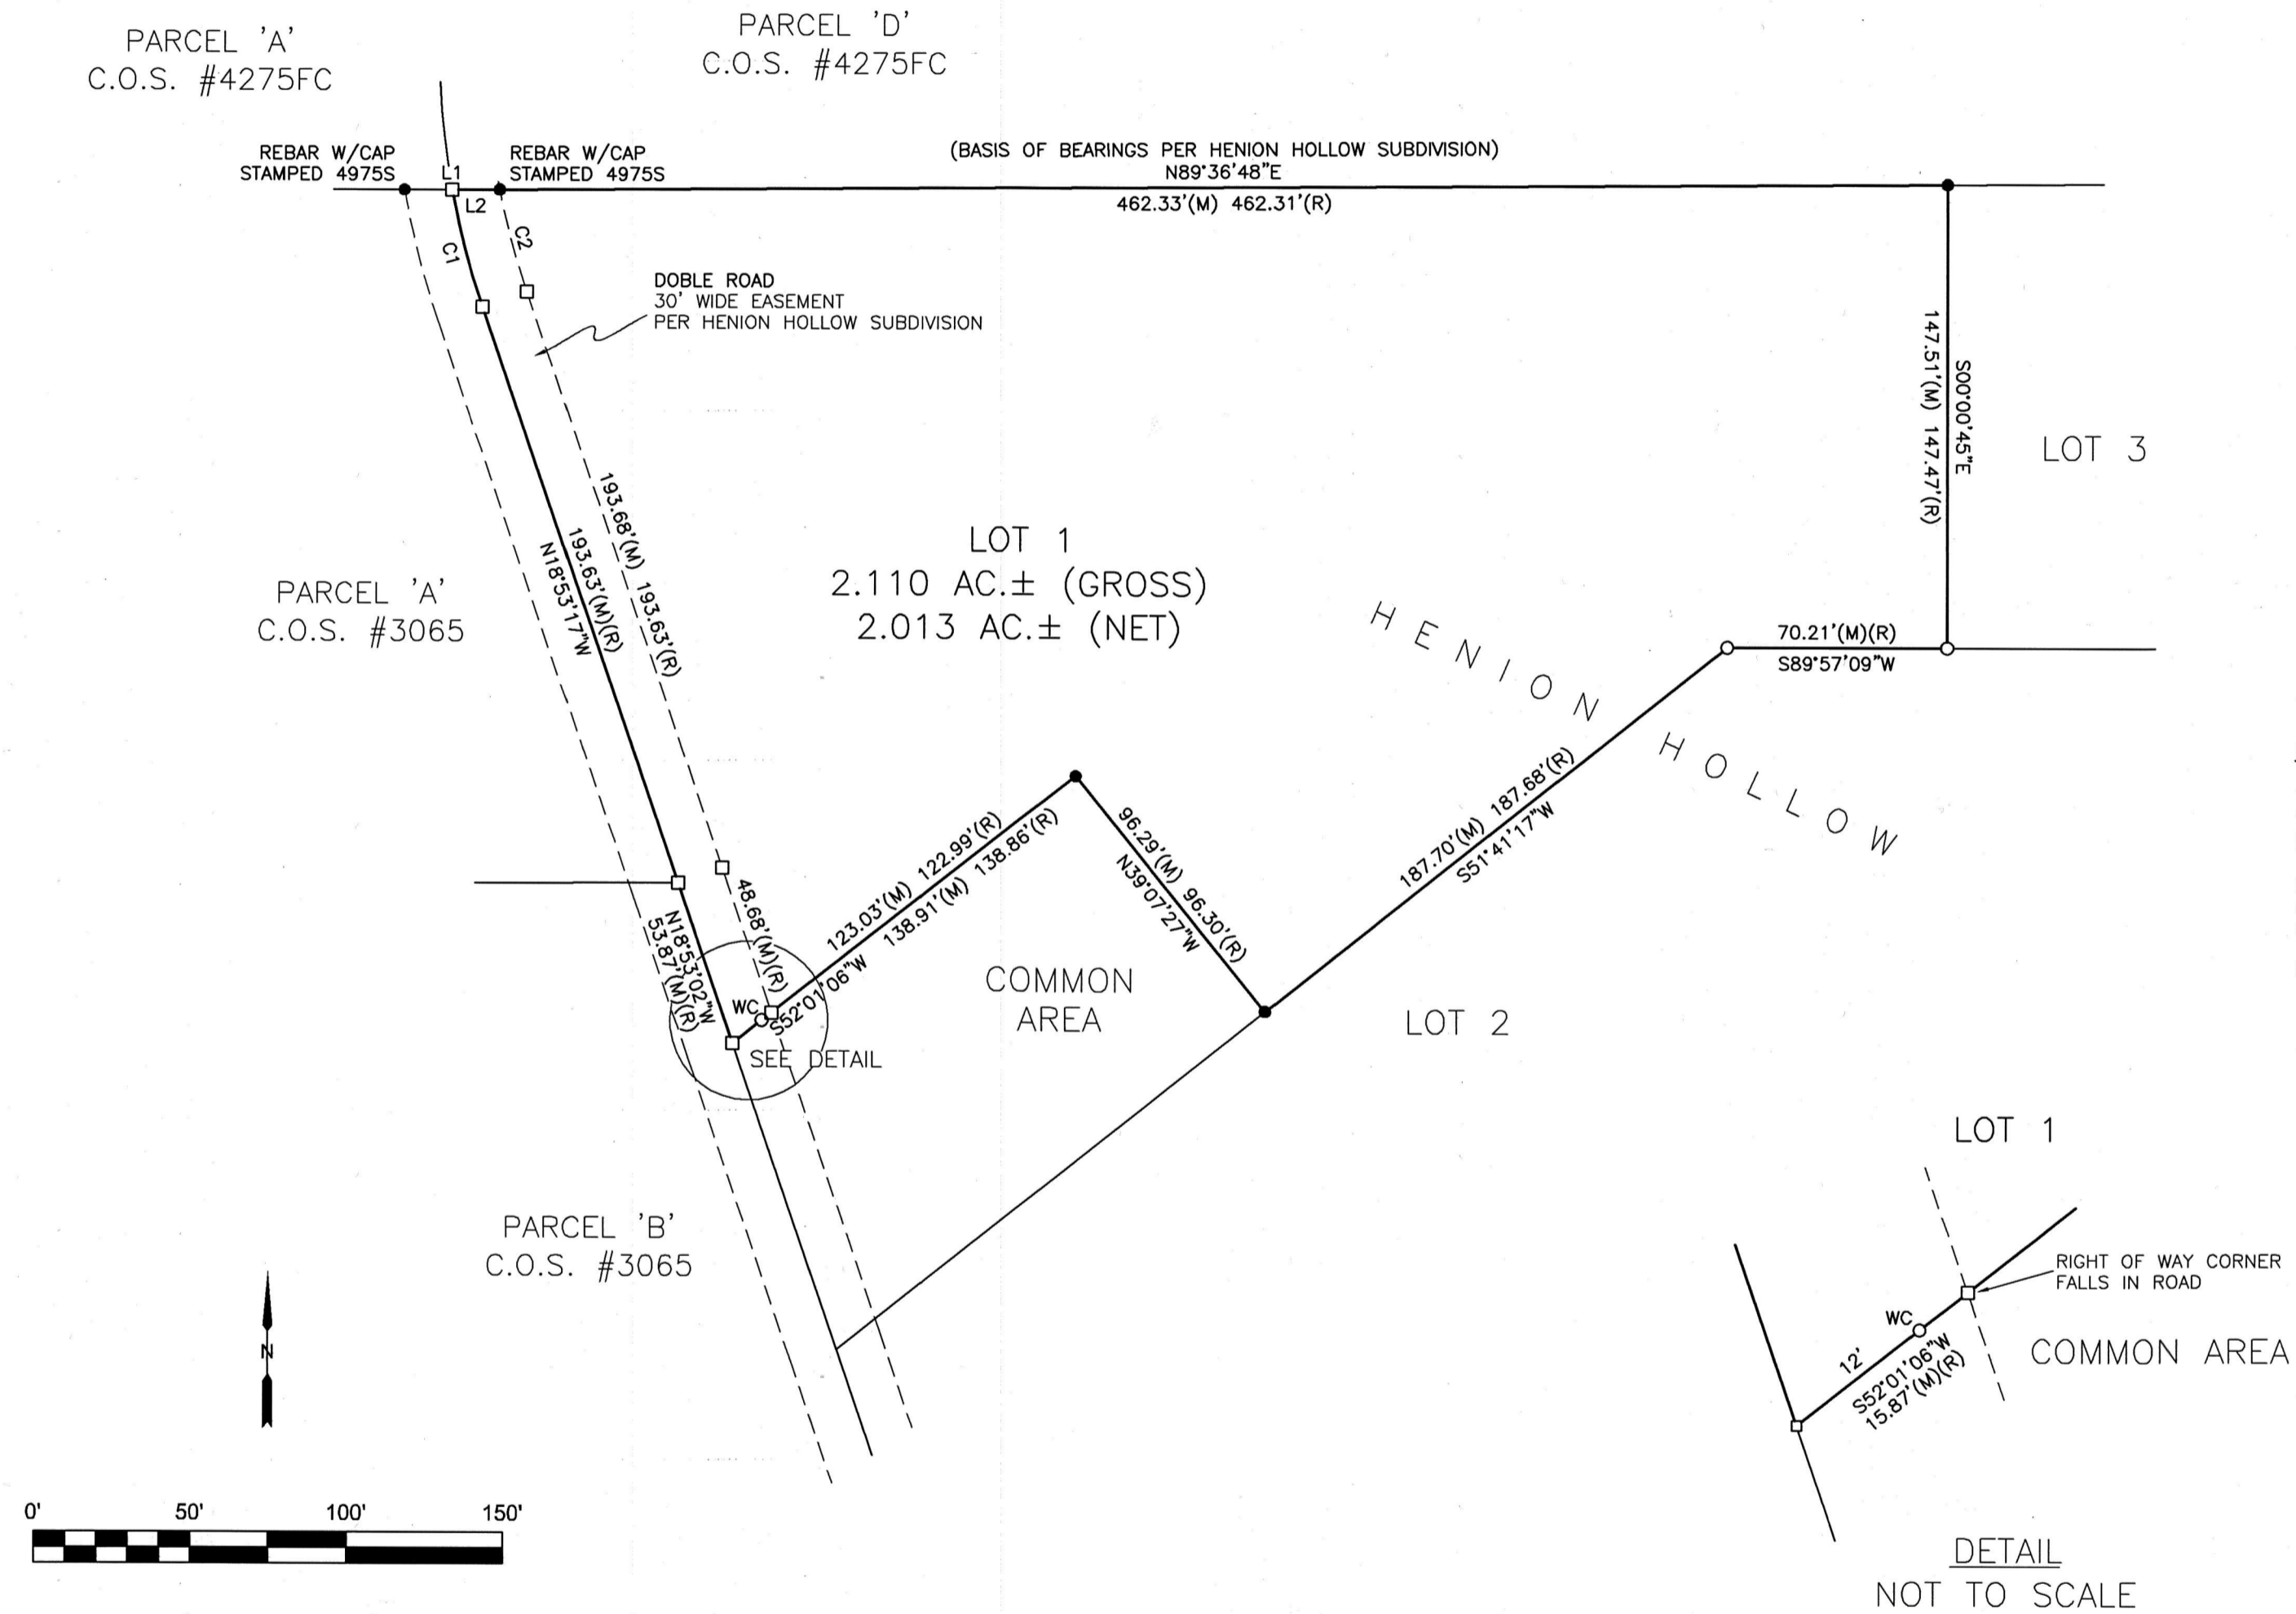 PARCEL 'A'
C.O.S. #4275FC
PARCEL 'D'
C.O.S. #4275FC
REBAR W/CAP
STAMPED 4975S
L1
L2
REBAR W/CAP
STAMPED 4975S
(BASIS OF BEARINGS PER HENION HOLLOW SUBDIVISION)
N89°36'48"E
462.33'(M) 462.31'(R)
C1
C2
DOBLE ROAD
30' WIDE EASEMENT
PER HENION HOLLOW SUBDIVISION
S00°00'45"E
147.51'(M) 147.47'(R)
LOT 3
193.68'(M) 193.63'(R)
193.63'(M)(R)
N18°53'17"W
LOT 1
2.110 AC.± (GROSS)
2.013 AC.± (NET)
PARCEL 'A'
C.O.S. #3065
HENION
HOLLOW
70.21'(M)(R)
S89°57'09"W
187.70'(M) 187.68'(R)
S51°41'17"W
96.29'(M) 96.30'(R)
N39°07'27"W
123.03'(M) 122.99'(R)
138.91'(M) 138.86'(R)
S52°01'06"W
48.68'(M)(R)
N18°53'02"W
53.87'(M)(R)
WC
SEE DETAIL
COMMON
AREA
LOT 2
PARCEL 'B'
C.O.S. #3065
N
0' 50' 100' 150'
LOT 1
RIGHT OF WAY CORNER
FALLS IN ROAD
WC
12'
S52°01'06"W
15.87'(M)(R)
COMMON AREA
DETAIL
NOT TO SCALE